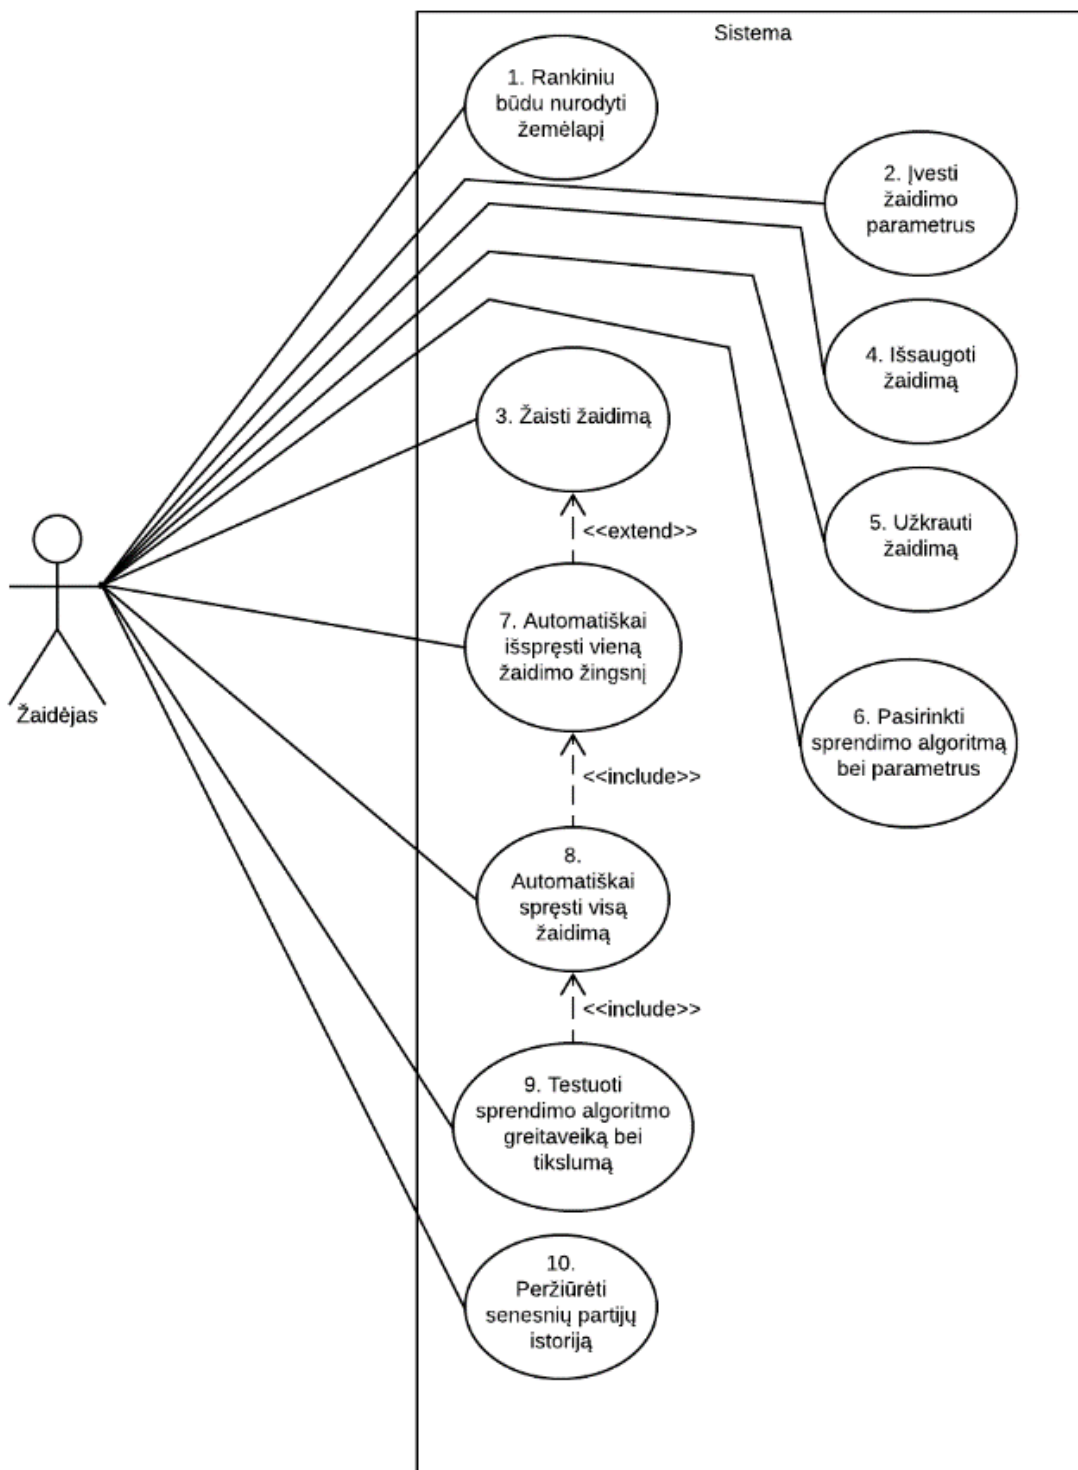 Sistema
1. Rankiniu
būdu nurodyti
žemėlapį
2. Įvesti
žaidimo
parametrus
3. Žaisti žaidimą
4. Išsaugoti
žaidimą
<<extend>>
5. Užkrauti
žaidimą
7. Automatiškai
išspręsti vieną
žaidimo žingsnį
Žaidėjas
6. Pasirinkti
sprendimo algoritmą
bei parametrus
<<include>>
8.
Automatiškai
spręsti visą
žaidimą
<<include>>
9. Testuoti
sprendimo algoritmo
greitaveiką bei
tikslumą
10.
Peržiūrėti
senesnių partijų
istoriją